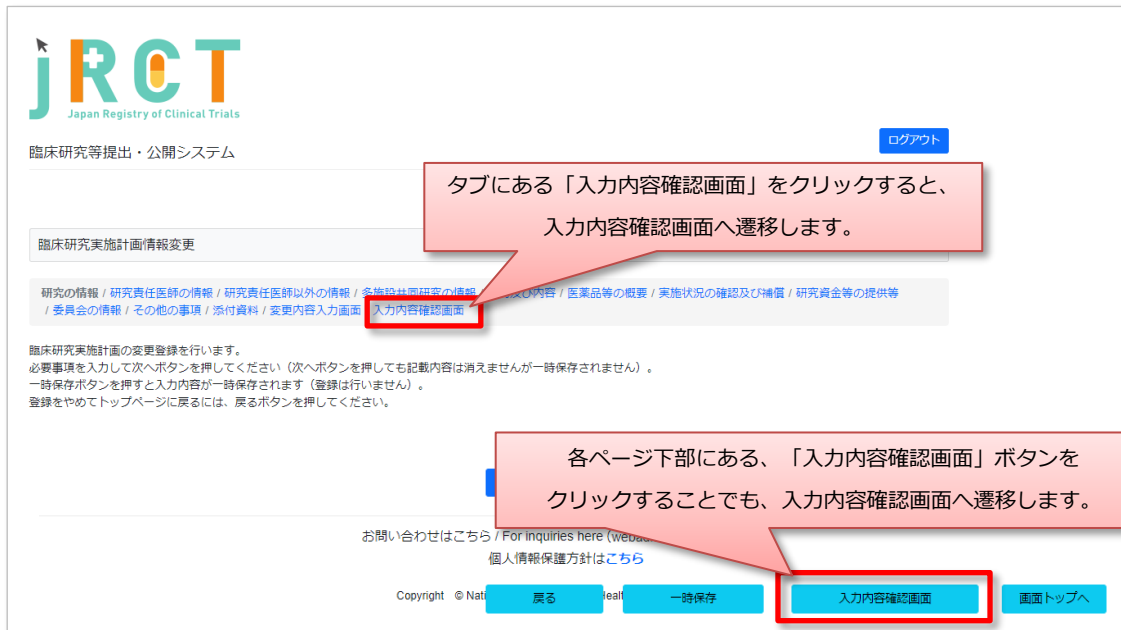 jRCT
Japan Registry of Clinical Trials
臨床研究等提出・公開システム
ログアウト
タブにある「入力内容確認画面」をクリックすると、
入力内容確認画面へ遷移します。
臨床研究実施計画情報変更
研究の情報 / 研究責任医師の情報 / 研究責任医師以外の情報 / 多施設共同研究の情報 及び内容 / 医薬品等の概要 / 実施状況の確認及び補償 / 研究資金等の提供等
/ 委員会の情報 / その他の事項 / 添付資料 / 変更内容入力画面 入力内容確認画面
臨床研究実施計画の変更登録を行います。
必要事項を入力して次へボタンを押してください（次へボタンを押しても記載内容は消えませんが一時保存されません）。
一時保存ボタンを押すと入力内容が一時保存されます（登録は行いません）。
登録をやめてトップページに戻るには、戻るボタンを押してください。
各ページ下部にある、「入力内容確認画面」ボタンを
クリックすることでも、入力内容確認画面へ遷移します。
お問い合わせはこちら / For inquiries here
個人情報保護方針はこちら
Copyright ©
戻る
一時保存
入力内容確認画面
画面トップへ